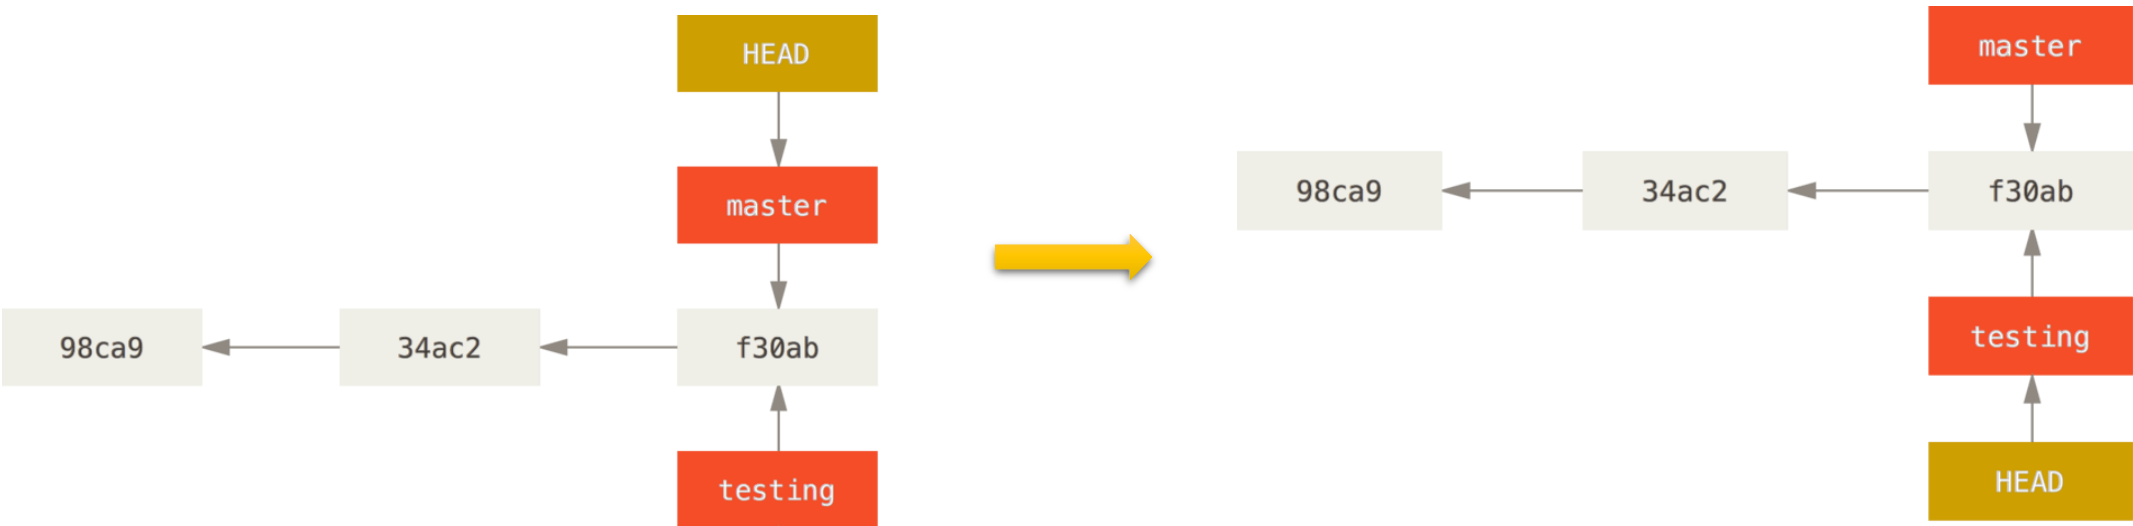 HEAD
master
98ca9
34ac2
f30ab
testing
master
98ca9
34ac2
f30ab
testing
HEAD